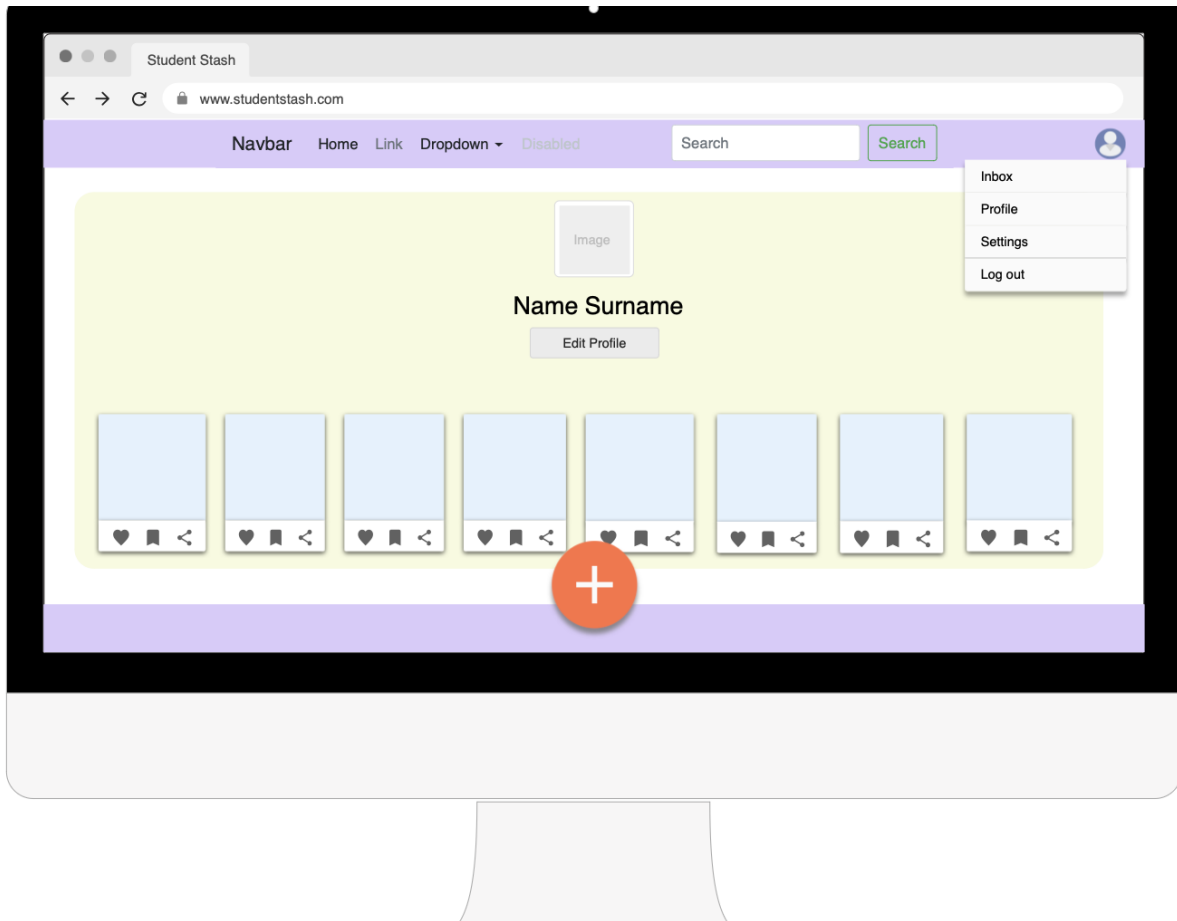 Student Stash
www.studentstash.com
Navbar Home Link Dropdown Disabled Search Search
Inbox
Profile
Settings
Log out
Image
Name Surname
Edit Profile